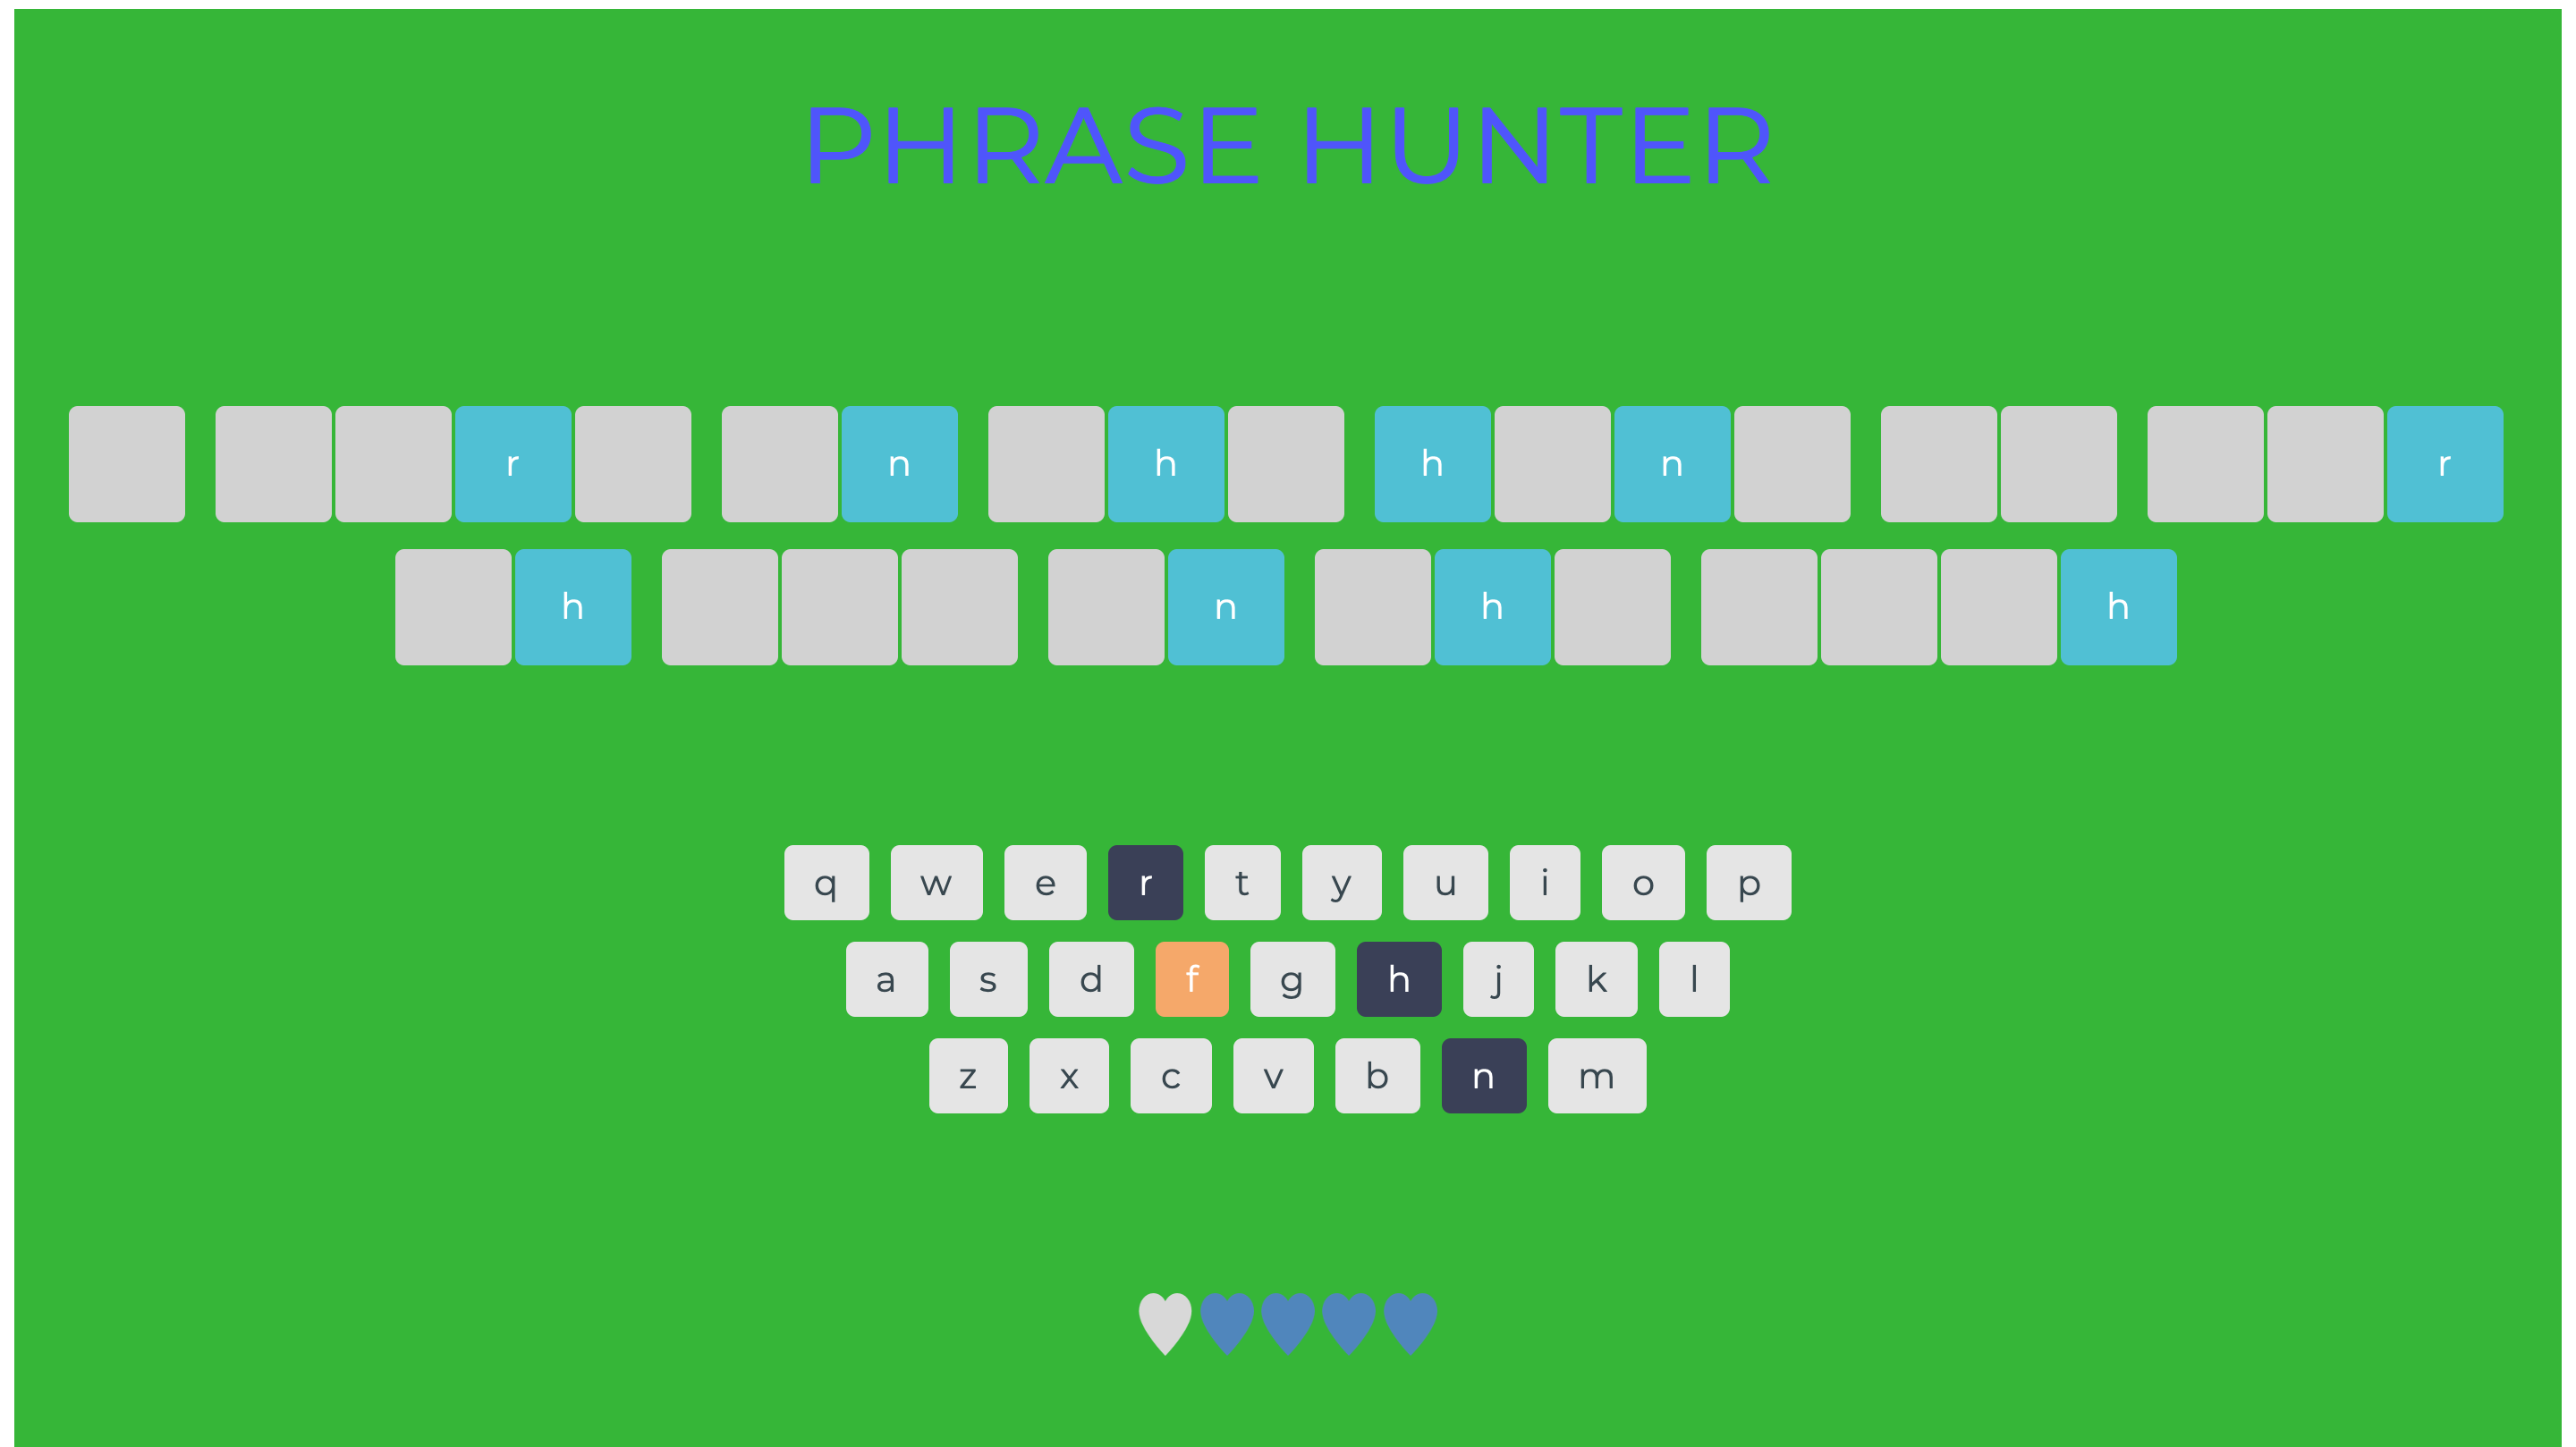 PHRASE HUNTER
r n h h n r
h n h h
q w e r t y u i o p
a s d f g h j k l
z x c v b n m